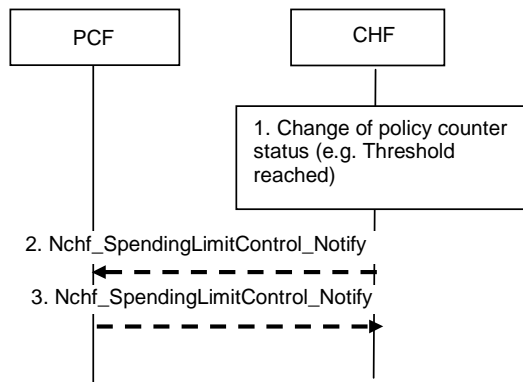 PCF
CHF
1. Change of policy counter
status (e.g. Threshold
reached)
2. Nchf_SpendingLimitControl_Notify
3. Nchf_SpendingLimitControl_Notify